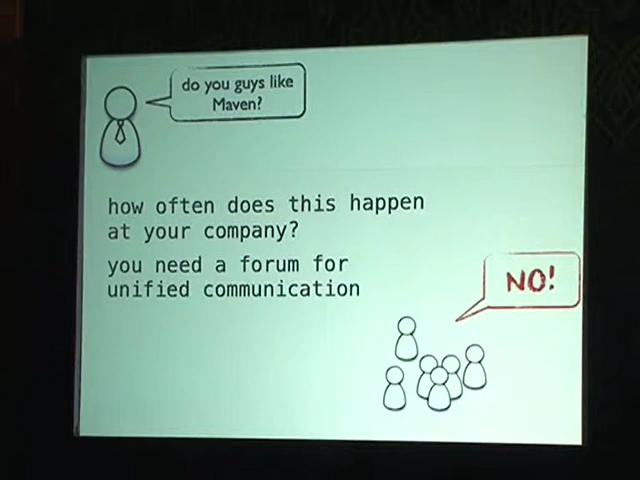 do you guys like
Maven?
how often does this happen
at your company?
you need a forum for
unified communication
NO!